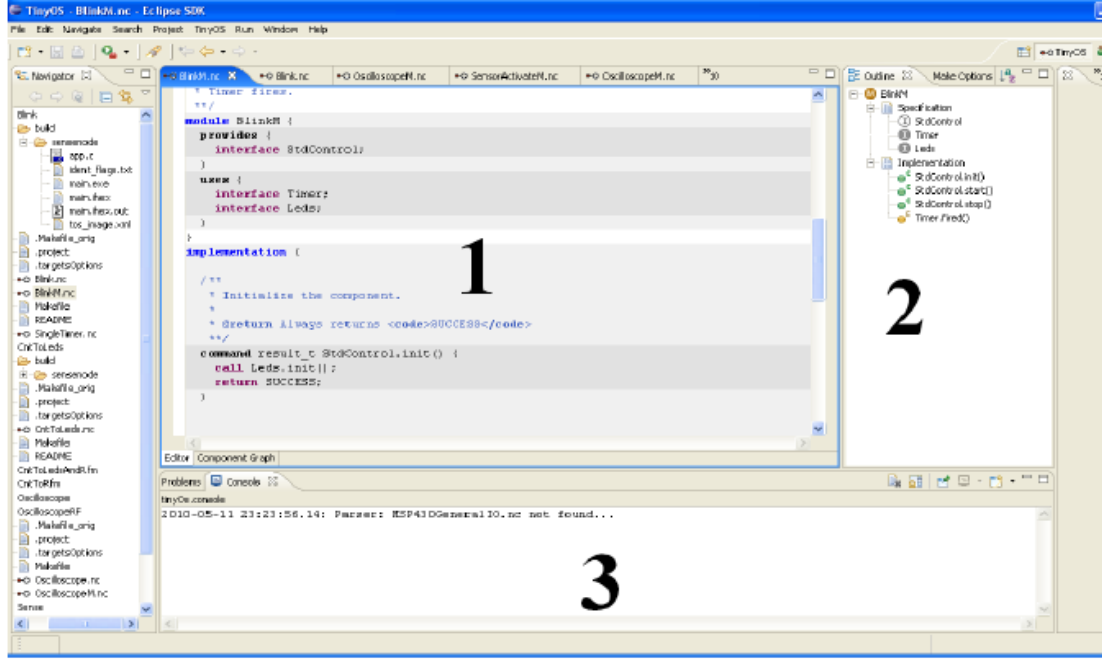 TinyOS - BlinkM.nc - Eclipse SDK
File Edit Navigate Search Project TinyOS Run Window Help
TinyOS
Navigator
Blink
build
sensenode
app.c
ident_flags.txt
main.exe
main.ihex
main.ihex.out
tos_image.xml
.Makefile_orig
.project
.targetsOptions
Blink.nc
BlinkM.nc
Makefile
README
SingleTimer.nc
CntToLeds
build
sensenode
.Makefile_orig
.project
.targetsOptions
CntToLeds.nc
Makefile
README
CntToLedsAndRfm
CntToRfm
Oscilloscope
OscilloscopeRF
.Makefile_orig
.project
.targetsOptions
Makefile
Oscilloscope.nc
OscilloscopeM.nc
Sense
BlinkM.nc Blink.nc OscilloscopeM.nc SensorActivateM.nc OscilloscopeM.nc
* Timer fires.
**/
module BlinkM {
provides {
interface StdControl;
}
uses {
interface Timer;
interface Leds;
}
}
implementation {
/**
* Initialize the component.
*
* @return Always returns <code>SUCCESS</code>
**/
command result_t StdControl.init() {
call Leds.init();
return SUCCESS;
}
1
Editor Component Graph
Outline Make Options
BlinkM
Specification
StdControl
Timer
Leds
Implementation
StdControl.init()
StdControl.start()
StdControl.stop()
Timer.fired()
2
Problems Console
tinyOs.console
2010-05-11 23:23:56.14: Parser: MSP430GeneralIO.nc not found...
3